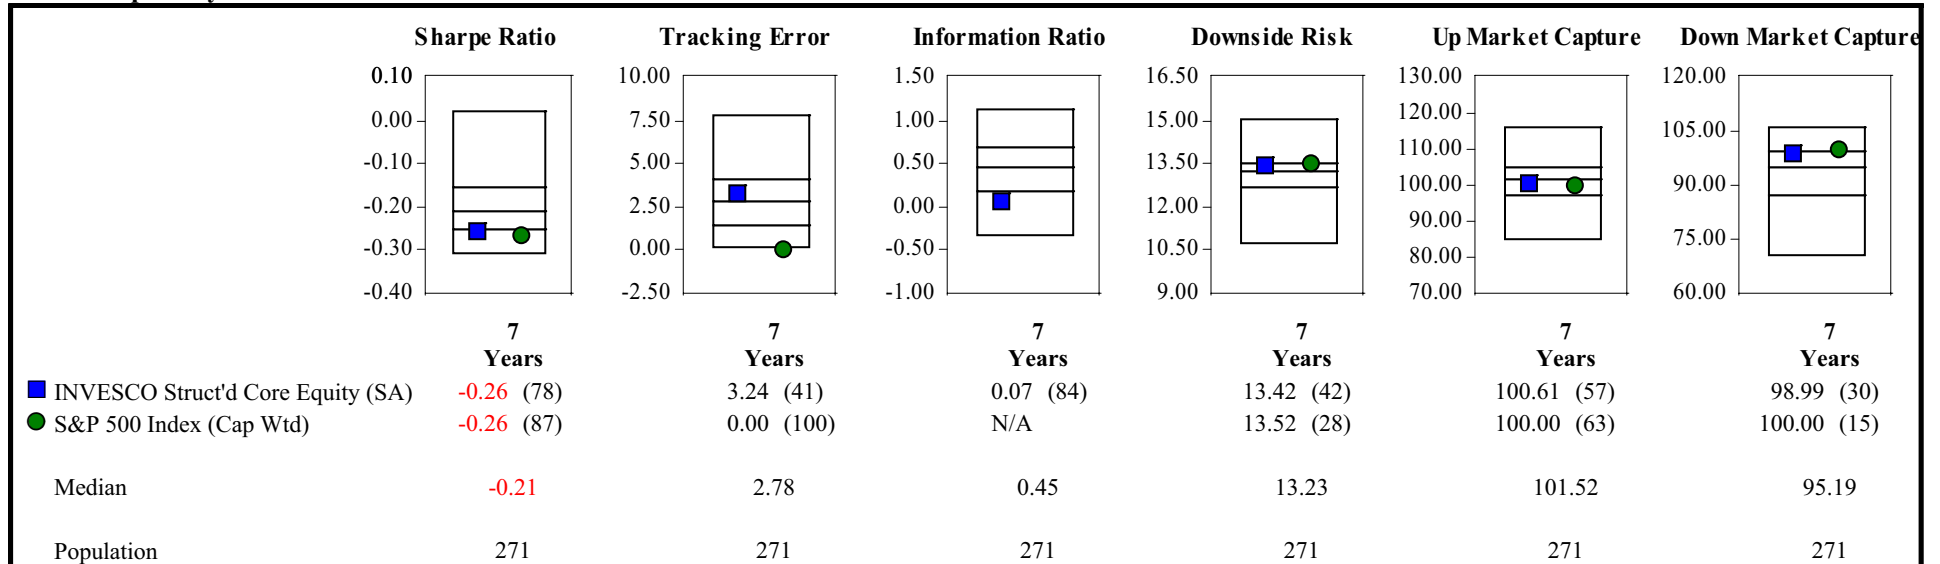 Sharpe Ratio Tracking Error Information Ratio Downside Risk Up Market Capture Down Market Capture
0.10 10.00 1.50 16.50 130.00 120.00
0.00 7.50 1.00 15.00 120.00 105.00
-0.10 5.00 0.50 13.50 110.00 90.00
-0.20 2.50 0.00 12.00 100.00 75.00
-0.30 0.00 -0.50 10.50 90.00 60.00
-0.40 -2.50 -1.00 9.00 80.00
70.00
7 7 7 7 7 7
Years Years Years Years Years Years
INVESCO Struct'd Core Equity (SA) -0.26 (78) 3.24 (41) 0.07 (84) 13.42 (42) 100.61 (57) 98.99 (30)
S&P 500 Index (Cap Wtd) -0.26 (87) 0.00 (100) N/A 13.52 (28) 100.00 (63) 100.00 (15)
Median -0.21 2.78 0.45 13.23 101.52 95.19
Population 271 271 271 271 271 271